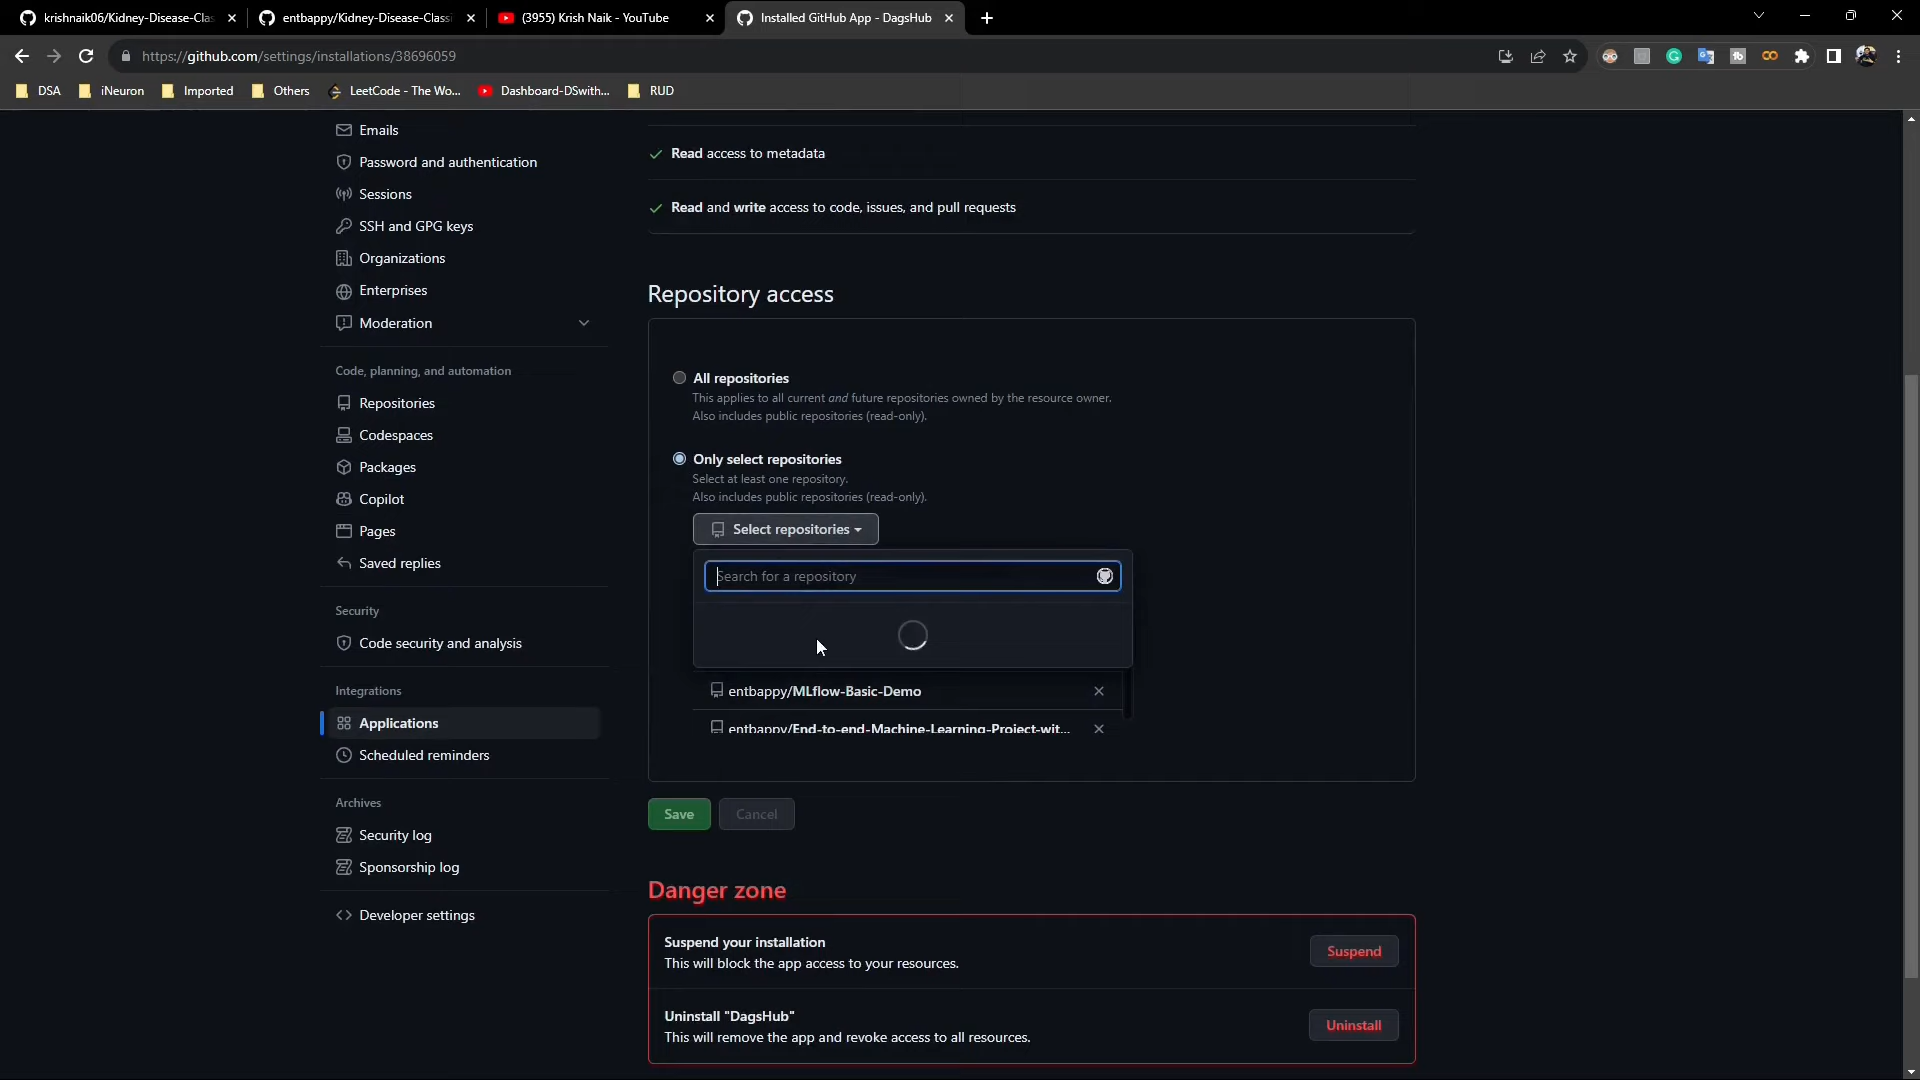 krishnaik06/Kidney-Disease-Clas
entbappy/Kidney-Disease-Classi
(3955) Krish Naik - YouTube
Installed GitHub App - DagsHub
https://github.com/settings/installations/38696059
DSA
iNeuron
Imported
Others
LeetCode - The Wo...
Dashboard-DSwith...
RUD
Emails
Password and authentication
Sessions
SSH and GPG keys
Organizations
Enterprises
Moderation
Code, planning, and automation
Repositories
Codespaces
Packages
Copilot
Pages
Saved replies
Security
Code security and analysis
Integrations
Applications
Scheduled reminders
Archives
Security log
Sponsorship log
Developer settings
Read access to metadata
Read and write access to code, issues, and pull requests
Repository access
All repositories
This applies to all current and future repositories owned by the resource owner.
Also includes public repositories (read-only).
Only select repositories
Select at least one repository.
Also includes public repositories (read-only).
Select repositories
Search for a repository
entbappy/MLflow-Basic-Demo
entbappy/End-to-end-Machine-Learning-Project-wit...
Save
Cancel
Danger zone
Suspend your installation
This will block the app access to your resources.
Suspend
Uninstall "DagsHub"
This will remove the app and revoke access to all resources.
Uninstall